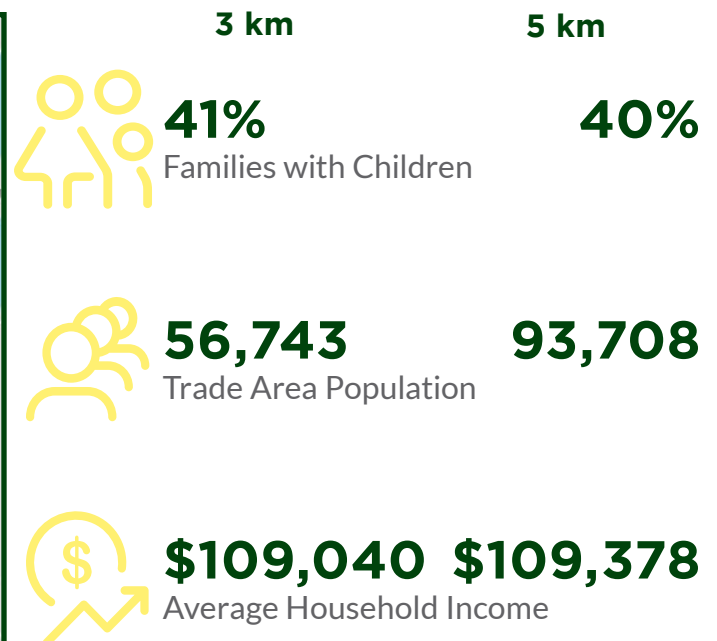 3 km 5 km
41% 40%
Families with Children
56,743 93,708
Trade Area Population
$
$109,040 $109,378
Average Household Income